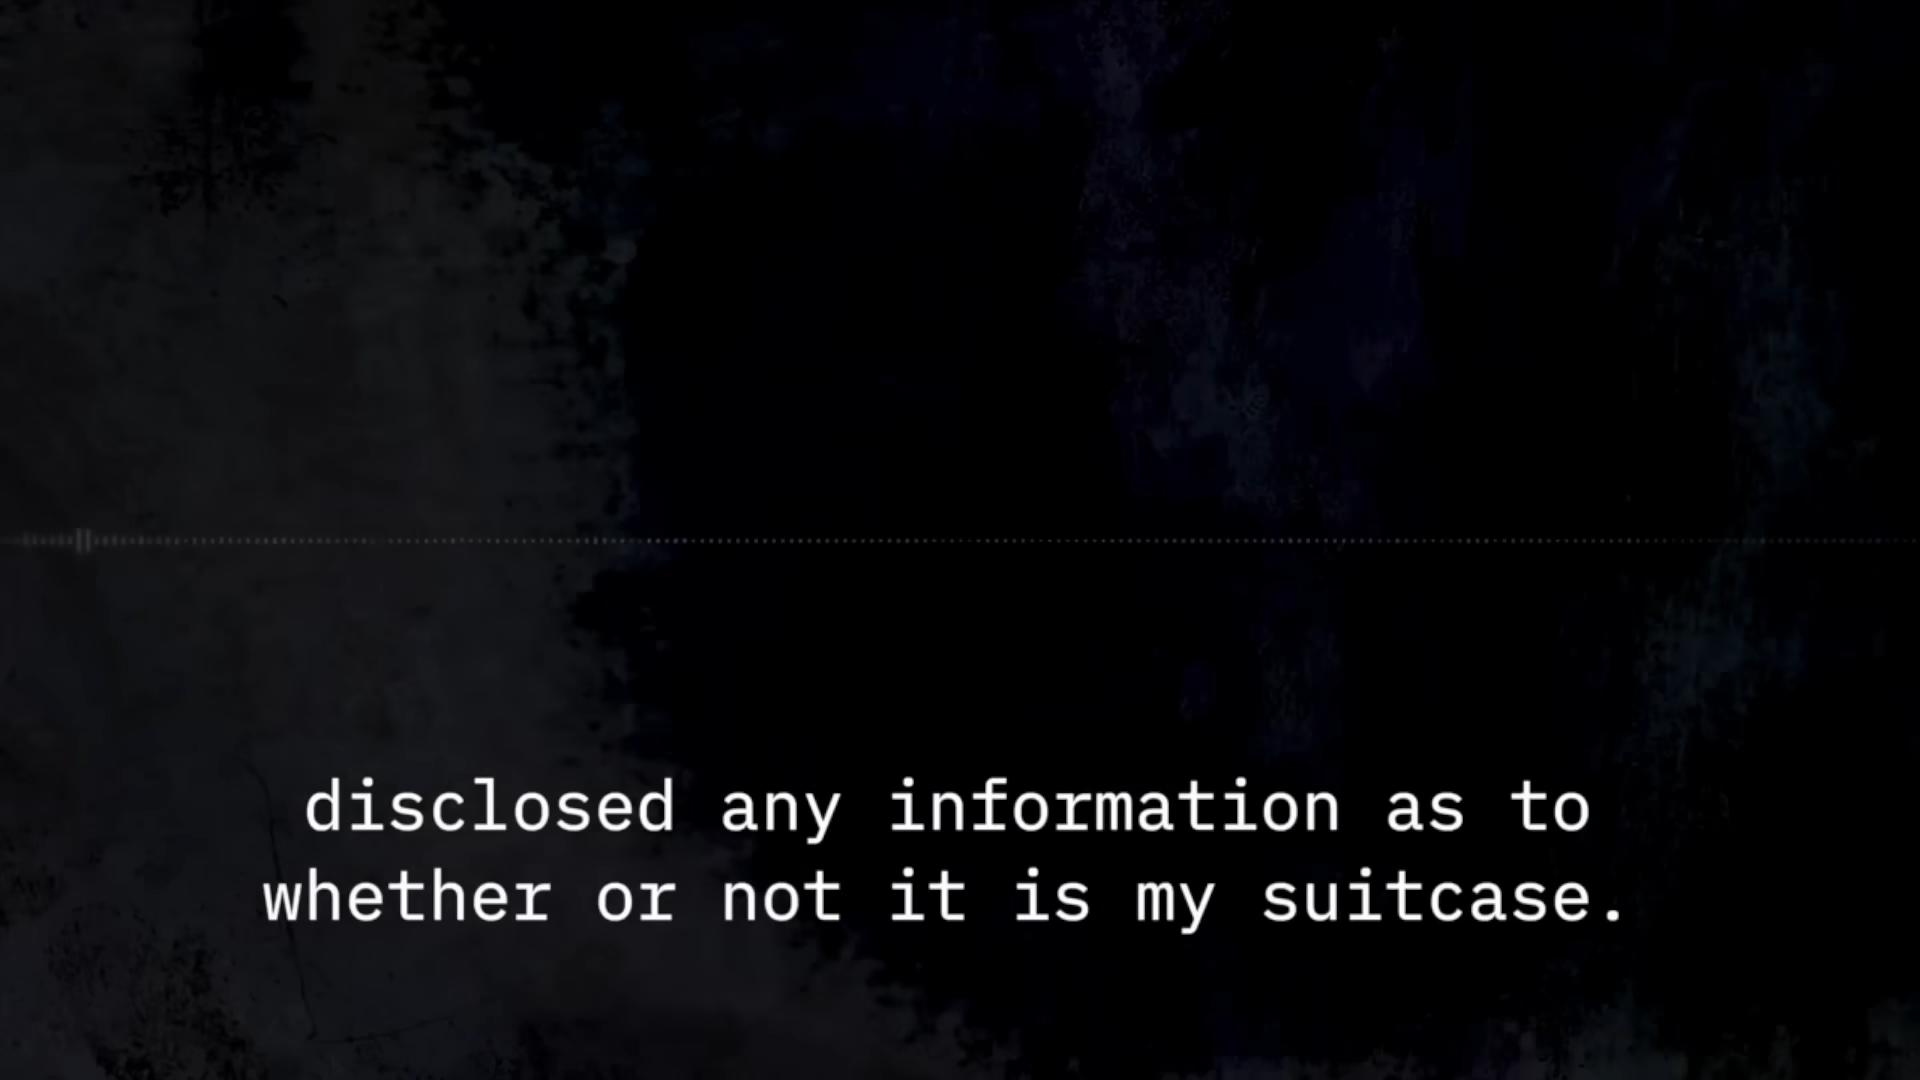 disclosed any information as to
whether or not it is my suitcase.